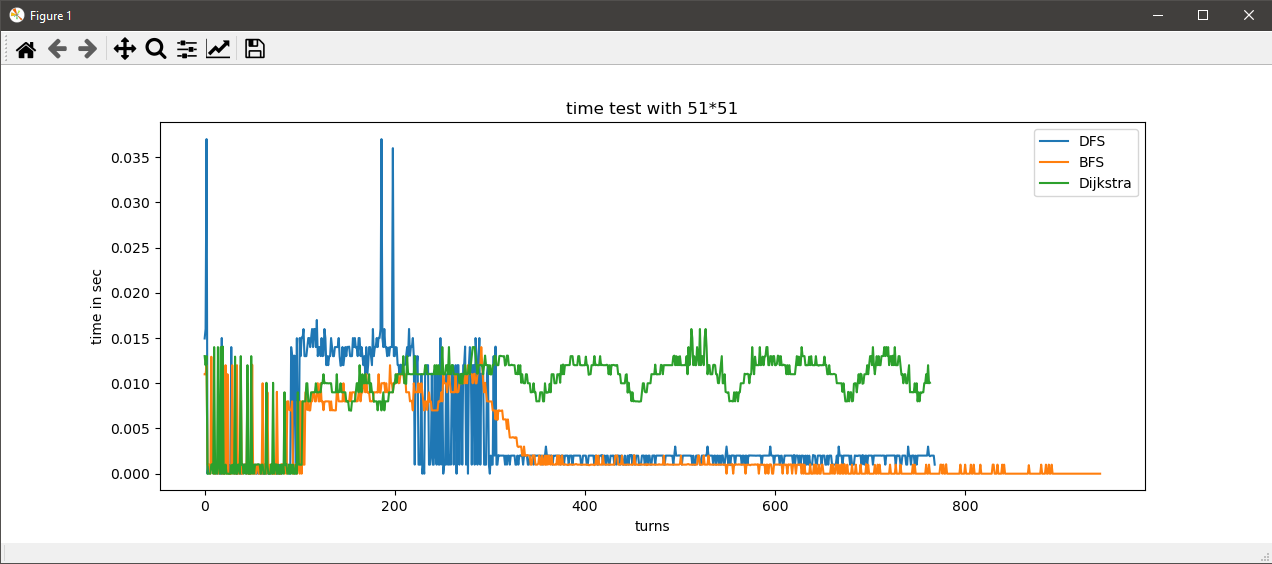 Figure 1
time test with 51*51
DFS
BFS
Dijkstra
time in sec
0.035
0.030
0.025
0.020
0.015
0.010
0.005
0.000
0 200 400 600 800
turns